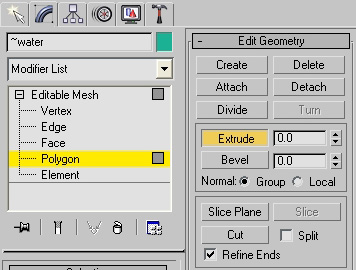 ~water
Modifier List
Editable Mesh
Vertex
Edge
Face
Polygon
Element
- Edit Geometry
Create Delete
Attach Detach
Divide Turn
Extrude 0.0
Bevel 0.0
Normal: Group Local
Slice Plane Slice
Cut Split
Refine Ends